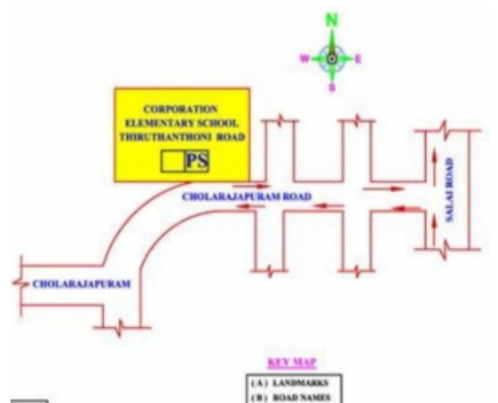 N
W E
S
CORPORATION
ELEMENTARY SCHOOL
THIRUTHANTHONI ROAD
PS
CHOLARAJAPURAM ROAD
SALAI ROAD
CHOLARAJAPURAM
KEY MAP
(A) LANDMARKS
(B) ROAD NAMES